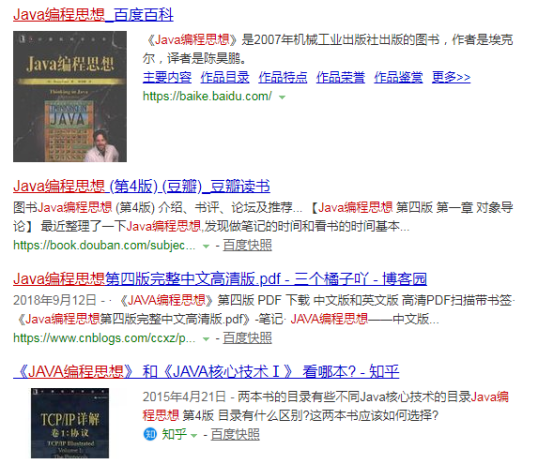 Java编程思想_百度百科
Java编程思想
Thinking in Java
THINKING IN
JAVA
《Java编程思想》是2007年机械工业出版社出版的图书，作者是埃克
尔，译者是陈昊鹏。
主要内容 作品目录 作品特点 作品荣誉 作品鉴赏 更多>>
https://baike.baidu.com/
Java编程思想 (第4版) (豆瓣)_豆瓣读书
图书Java编程思想 (第4版) 介绍、书评、论坛及推荐... 【Java编程思想 第四版 第一章 对象导
论】 最近整理了一下Java编程思想,发现做笔记的时间和看书的时间基本...
https://book.douban.com/subjec... - 百度快照
Java编程思想第四版完整中文高清版.pdf - 三个橘子吖 - 博客园
2018年9月12日 - · 《JAVA编程思想》第四版 PDF 下载 中文版和英文版 高清PDF扫描带书签·
《Java编程思想第四版完整中文高清版.pdf》-笔记· JAVA编程思想——中文版...
https://www.cnblogs.com/ccxz/p... - 百度快照
《JAVA编程思想》 和《JAVA核心技术Ⅰ》 看哪本? - 知乎
TCP/IP详解
卷1:协议
TCP/IP Illustrated
2015年4月21日 - 两本书的目录有些不同Java核心技术的目录Java编
程思想 第4版 目录有什么区别?这两本书应该如何选择?
知 知乎 - 百度快照